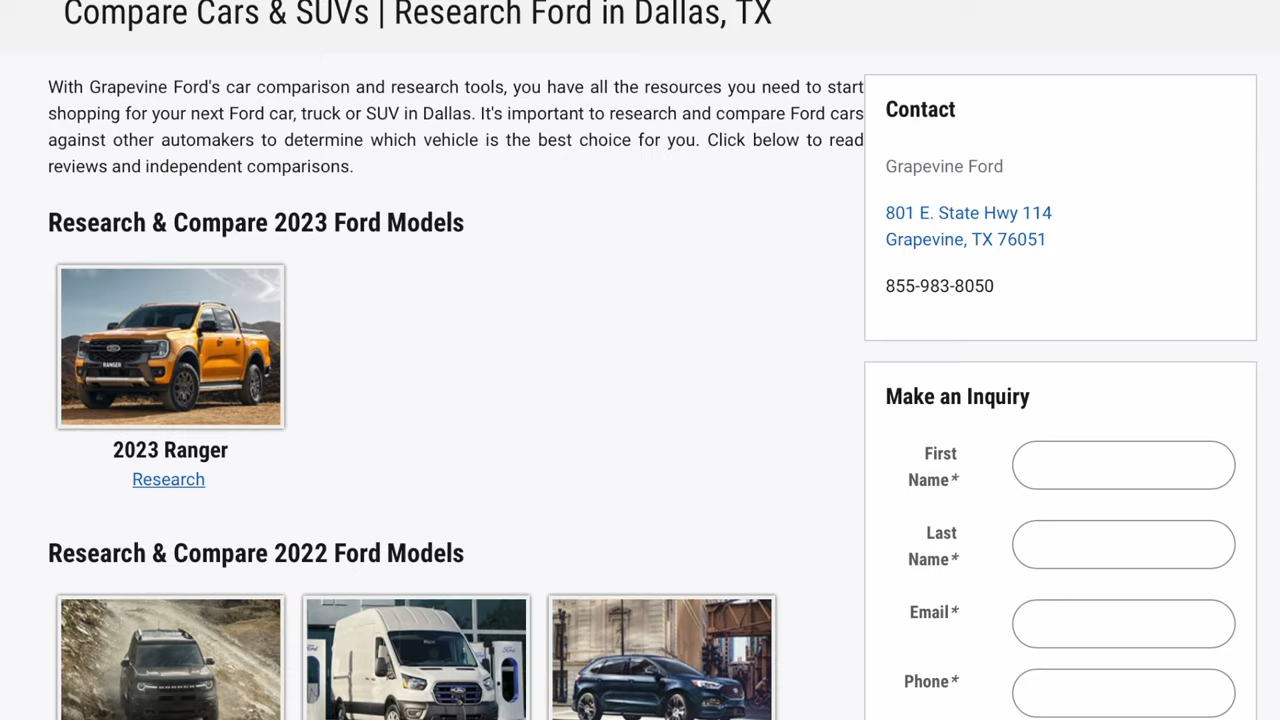 Compare Cars & SUVs | Research Ford in Dallas, TX
With Grapevine Ford's car comparison and research tools, you have all the resources you need to start
shopping for your next Ford car, truck or SUV in Dallas. It's important to research and compare Ford cars
against other automakers to determine which vehicle is the best choice for you. Click below to read
reviews and independent comparisons.
Research & Compare 2023 Ford Models
RANGER
2023 Ranger
Research
Research & Compare 2022 Ford Models
Contact
Grapevine Ford
801 E. State Hwy 114
Grapevine, TX 76051
855-983-8050
Make an Inquiry
First
Name*
Last
Name*
Email*
Phone*